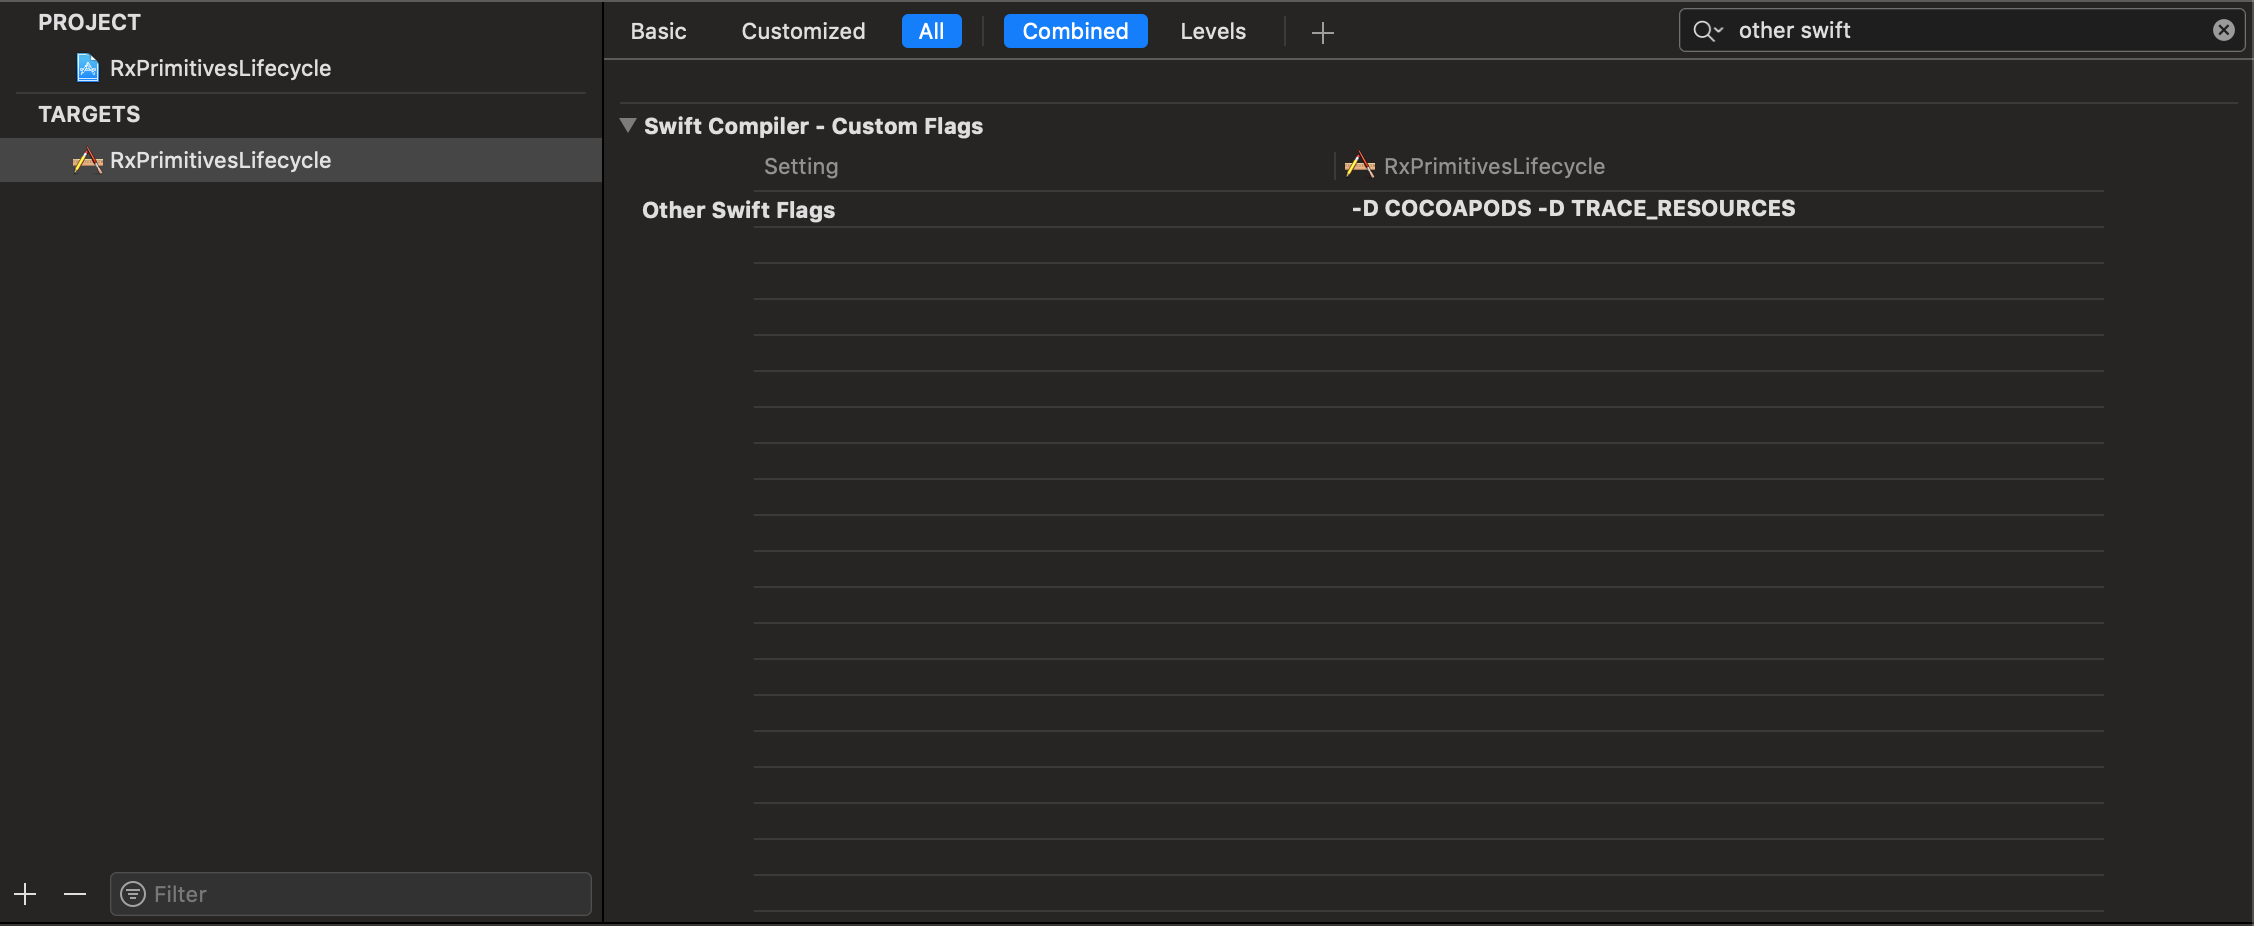 PROJECT
RxPrimitivesLifecycle
TARGETS
RxPrimitivesLifecycle
Filter
Basic Customized All Combined Levels
other swift
Swift Compiler - Custom Flags
Setting RxPrimitivesLifecycle
Other Swift Flags -D COCOAPODS -D TRACE_RESOURCES